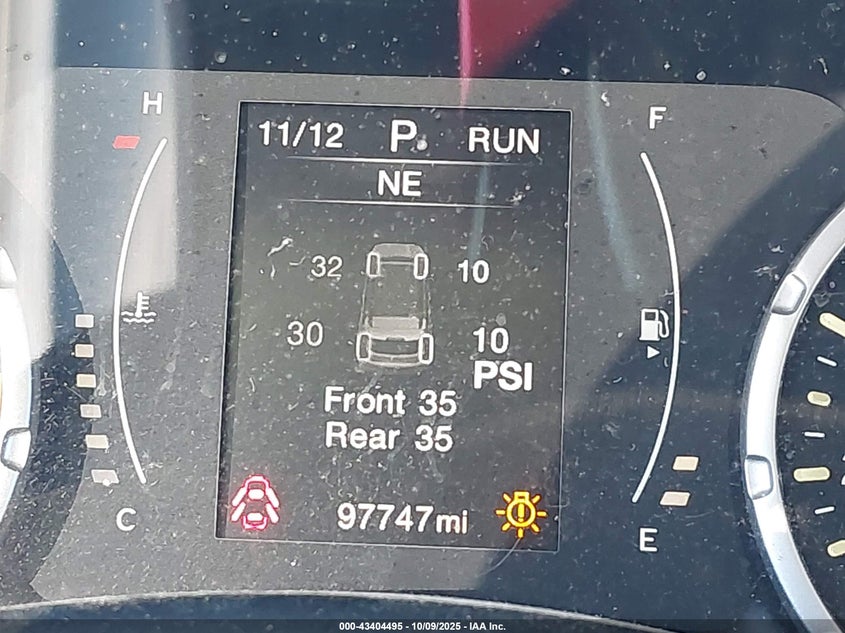 H
F
11/12 P RUN
NE
32 10
30 10
PSI
Front 35
Rear 35
97747mi
C
E
000-43404495 - 10/09/2025 - IAA Inc.